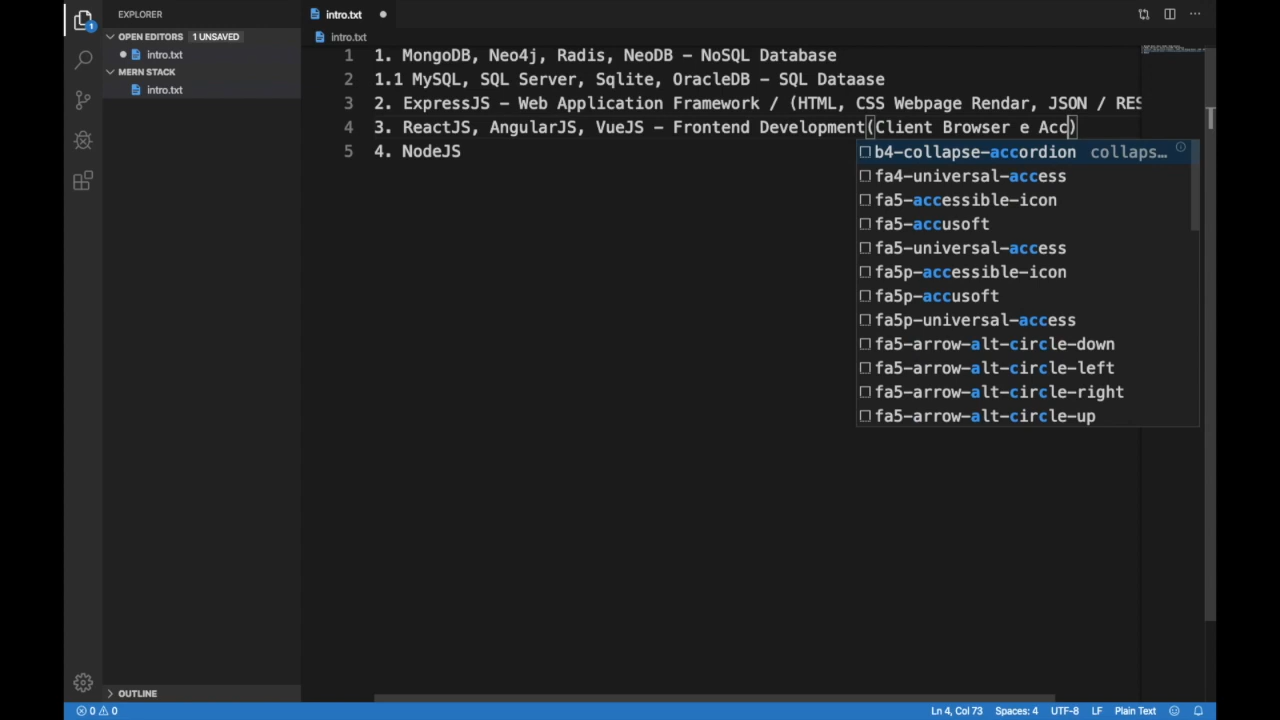 EXPLORER
OPEN EDITORS 1 UNSAVED
intro.txt
MERN STACK
intro.txt
OUTLINE
intro.txt
intro.txt
1 1. MongoDB, Neo4j, Radis, NeoDB - NoSQL Database
2 1.1 MySQL, SQL Server, Sqlite, OracleDB - SQL Dataase
3 2. ExpressJS - Web Application Framework / (HTML, CSS Webpage Rendar, JSON / RES
4 3. ReactJS, AngularJS, VueJS - Frontend Development(Client Browser e Acc)
5 4. NodeJS
b4-collapse-accordion collaps...
fa4-universal-access
fa5-accessible-icon
fa5-accusoft
fa5-universal-access
fa5p-accessible-icon
fa5p-accusoft
fa5p-universal-access
fa5-arrow-alt-circle-down
fa5-arrow-alt-circle-left
fa5-arrow-alt-circle-right
fa5-arrow-alt-circle-up
1
0 0 Ln 4, Col 73 Spaces: 4 UTF-8 LF Plain Text